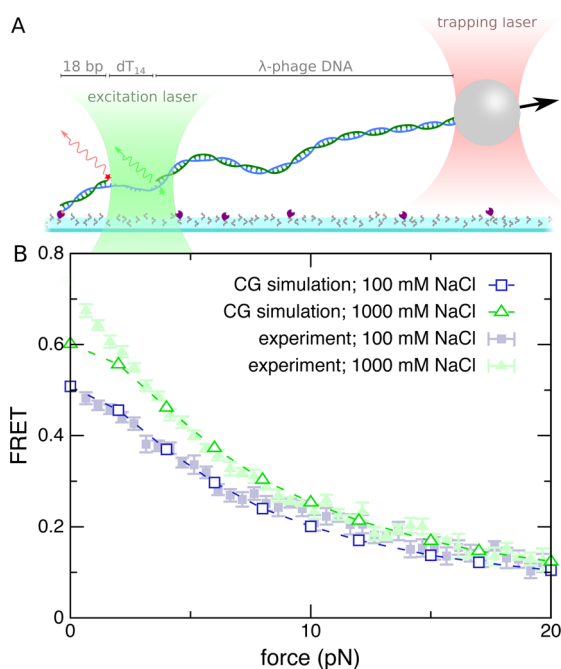 A
trapping laser
18 bp
dT₁₄
λ-phage DNA
excitation laser
B
0.8
CG simulation; 100 mM NaCl
CG simulation; 1000 mM NaCl
experiment; 100 mM NaCl
experiment; 1000 mM NaCl
0.6
0.4
0.2
0
FRET
0
5
10
15
20
force (pN)